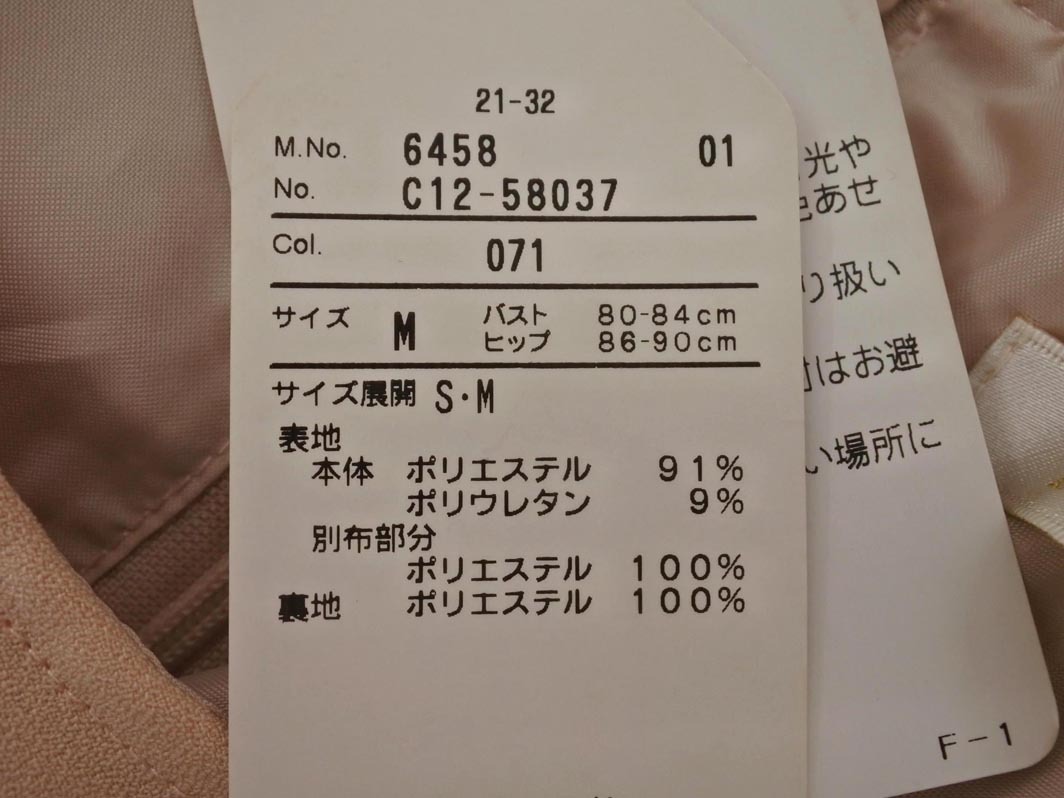 21-32
M.No. 6458 01
No. C12-58037
Col. 071
サイズ M バスト 80-84cm
ヒップ 86-90cm
サイズ展開 S・M
表地
本体 ポリエステル 91%
ポリウレタン 9%
別布部分
ポリエステル 100%
裏地 ポリエステル 100%
光や
色あせ
り扱い
はお避
い場所に
F-1